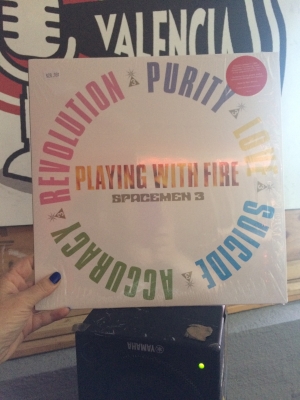 VALENCIA
REVOLUTION
PURITY
LOVE
SUICIDE
ACCURACY
PLAYING WITH FIRE
SPACEMEN 3
YAMAHA